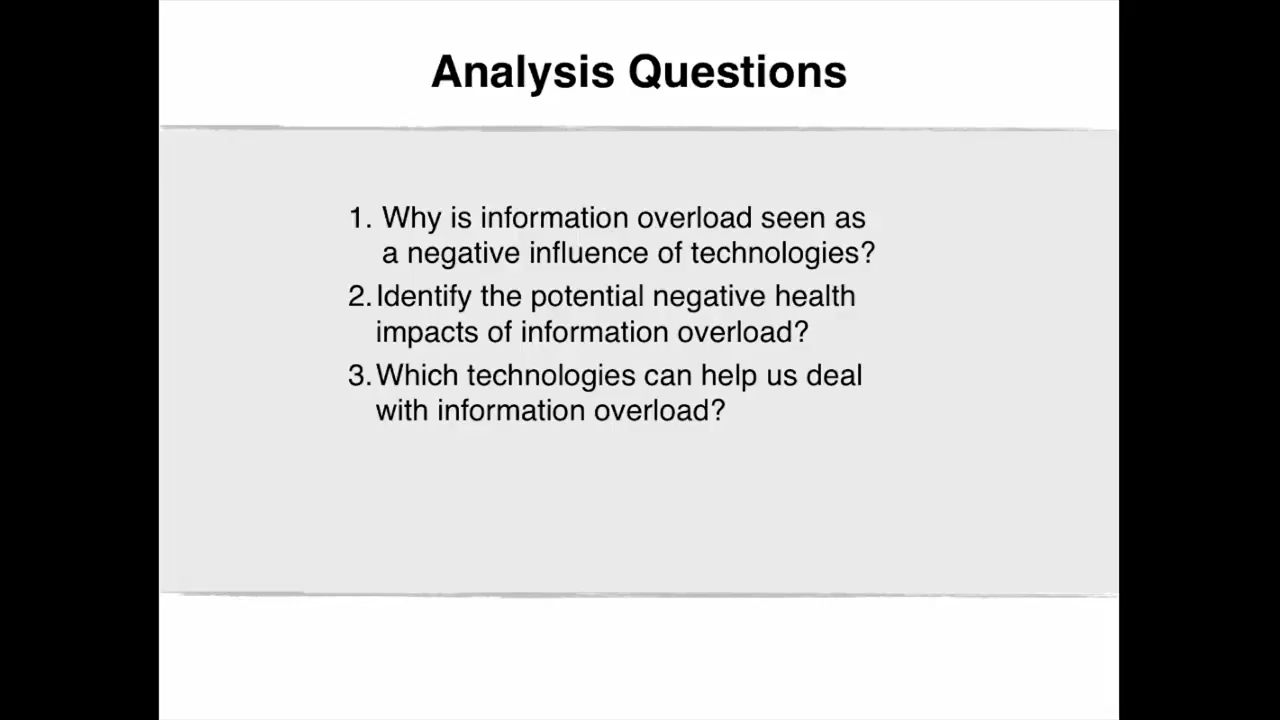 Analysis Questions
1. Why is information overload seen as
a negative influence of technologies?
2. Identify the potential negative health
impacts of information overload?
3. Which technologies can help us deal
with information overload?